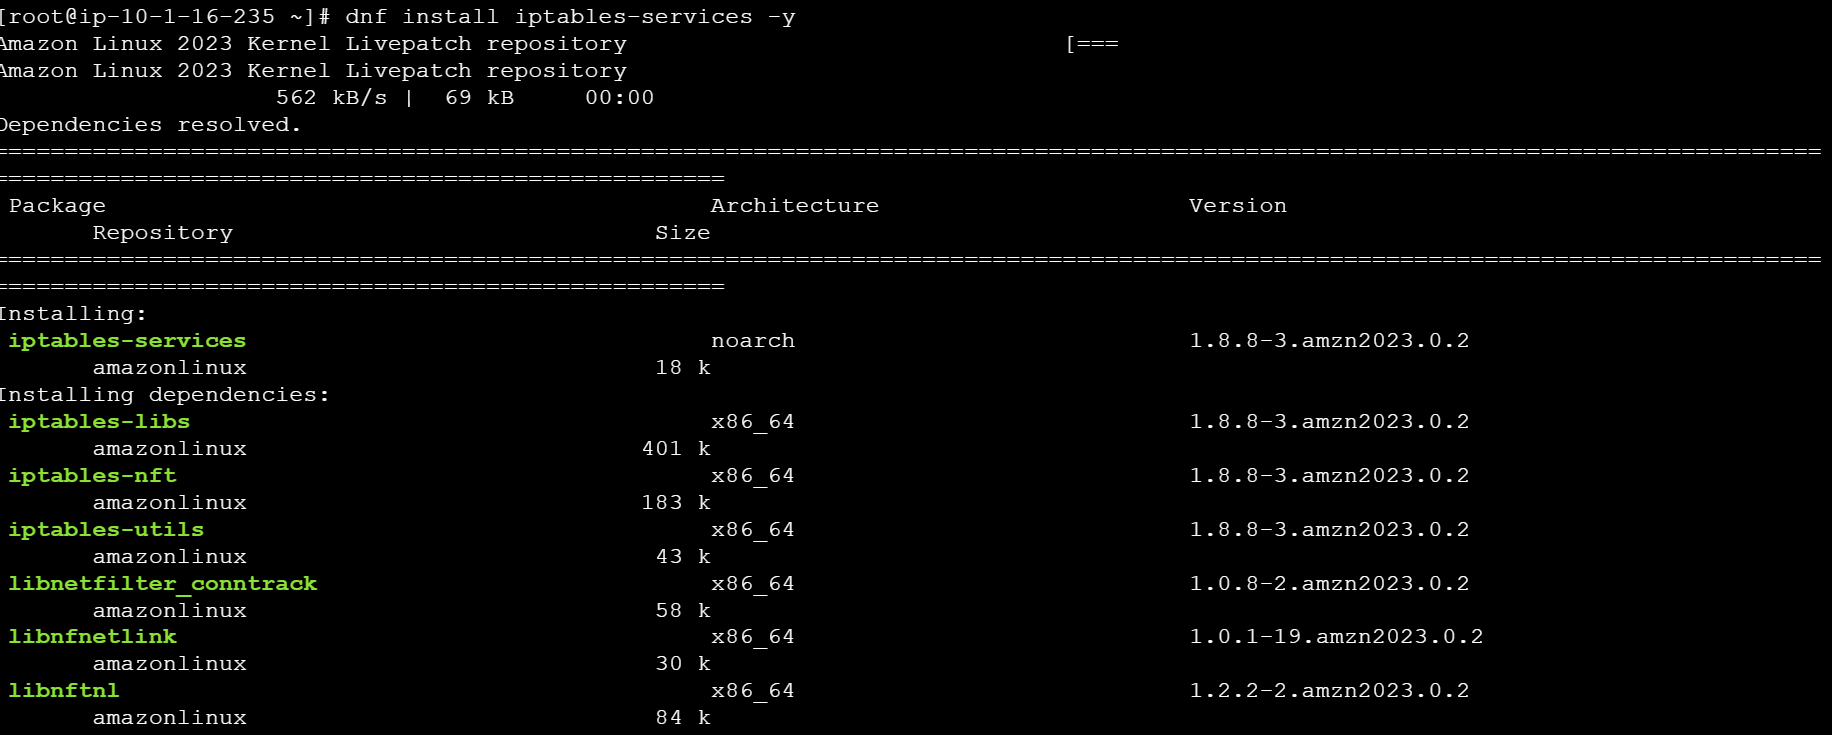 [root@ip-10-1-16-235 ~]# dnf install iptables-services -y
Amazon Linux 2023 Kernel Livepatch repository [===
Amazon Linux 2023 Kernel Livepatch repository
562 kB/s | 69 kB 00:00
Dependencies resolved.
==================================================================================================================================
====================================================
Package Architecture Version
Repository Size
==================================================================================================================================
====================================================
Installing:
iptables-services noarch 1.8.8-3.amzn2023.0.2
amazonlinux 18 k
Installing dependencies:
iptables-libs x86_64 1.8.8-3.amzn2023.0.2
amazonlinux 401 k
iptables-nft x86_64 1.8.8-3.amzn2023.0.2
amazonlinux 183 k
iptables-utils x86_64 1.8.8-3.amzn2023.0.2
amazonlinux 43 k
libnetfilter_conntrack x86_64 1.0.8-2.amzn2023.0.2
amazonlinux 58 k
libnfnetlink x86_64 1.0.1-19.amzn2023.0.2
amazonlinux 30 k
libnftnl x86_64 1.2.2-2.amzn2023.0.2
amazonlinux 84 k